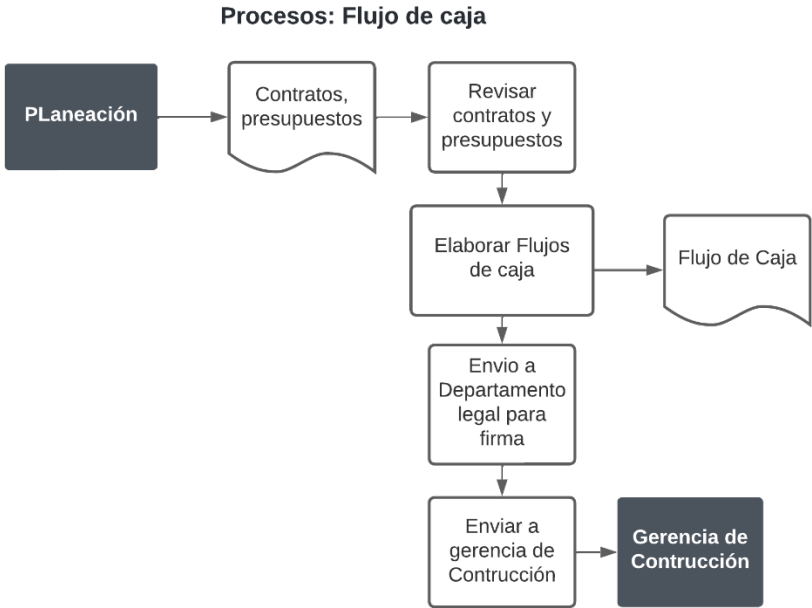 Procesos: Flujo de caja
PLaneación
Contratos,
presupuestos
Revisar
contratos y
presupuestos
Elaborar Flujos
de caja
Flujo de Caja
Envio a
Departamento
legal para
firma
Enviar a
gerencia de
Contrucción
Gerencia de
Contrucción